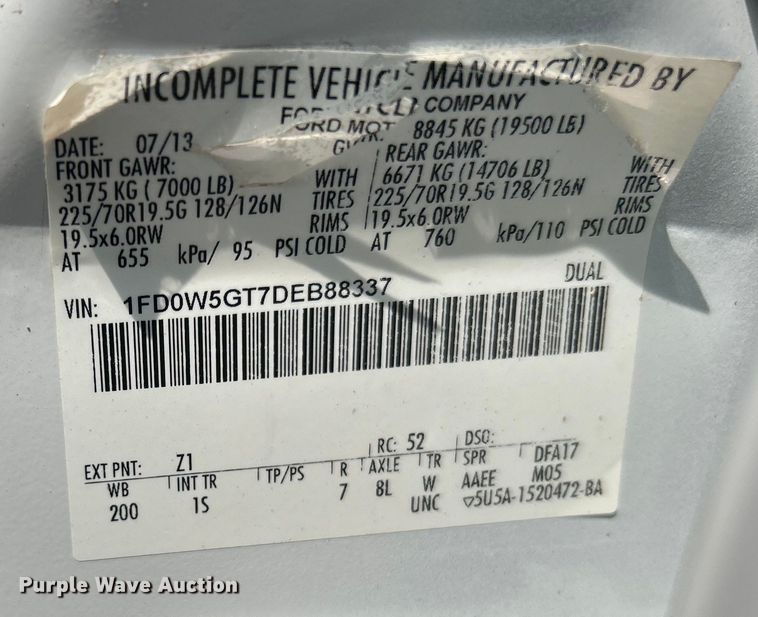 INCOMPLETE VEHICLE MANUFACTURED BY
COMPANY
FORD MOT
DATE: 07/13 8845 KG (19500 LB)
FRONT GAWR: REAR GAWR:
3175 KG ( 7000 LB) WITH 6671 KG (14706 LB) WITH
225/70R19.5G 128/126N TIRES 225/70R19.5G 128/126N TIRES
19.5x6.0RW RIMS 19.5x6.0RW RIMS
AT 655 kPa/ 95 PSI COLD AT 760 kPa/110 PSI COLD
DUAL
VIN: 1FD0W5GT7DEB88337
EXT PNT: Z1 RC: 52 DSO:
WB INT TR TP/PS R AXLE TR SPR DFA17
200 1S 7 8L W AAEE M05
UNC ▽5U5A-1520472-BA
Purple Wave Auction